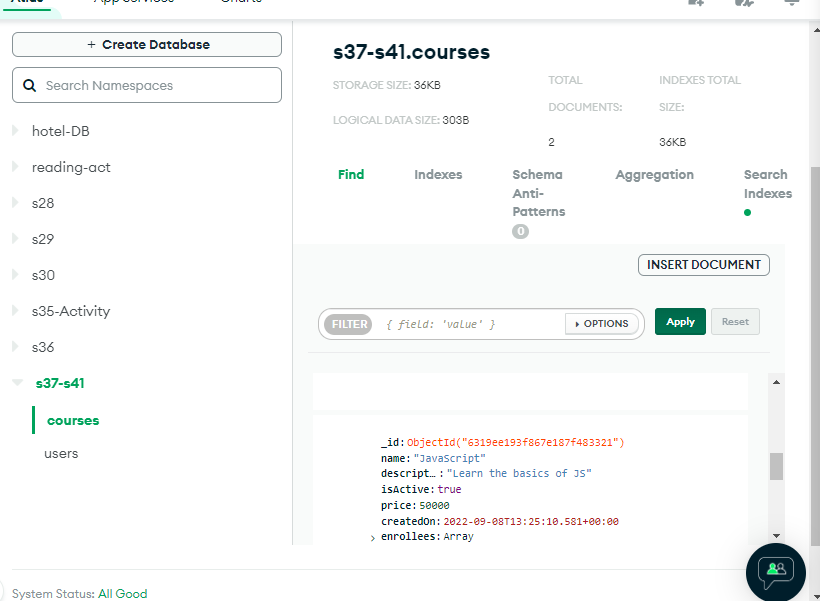 Atlas App Services Charts
+ Create Database
Search Namespaces
hotel-DB
reading-act
s28
s29
s30
s35-Activity
s36
s37-s41
courses
users
s37-s41.courses
STORAGE SIZE: 36KB
LOGICAL DATA SIZE: 303B
TOTAL
DOCUMENTS:
2
INDEXES TOTAL
SIZE:
36KB
Find
Indexes
Schema
Anti-
Patterns
0
Aggregation
Search
Indexes
INSERT DOCUMENT
FILTER { field: 'value' } OPTIONS Apply Reset
_id: ObjectId("6319ee193f867e187f483321")
name: "JavaScript"
descript… : "Learn the basics of JS"
isActive: true
price: 50000
createdOn: 2022-09-08T13:25:10.581+00:00
enrollees: Array
System Status: All Good